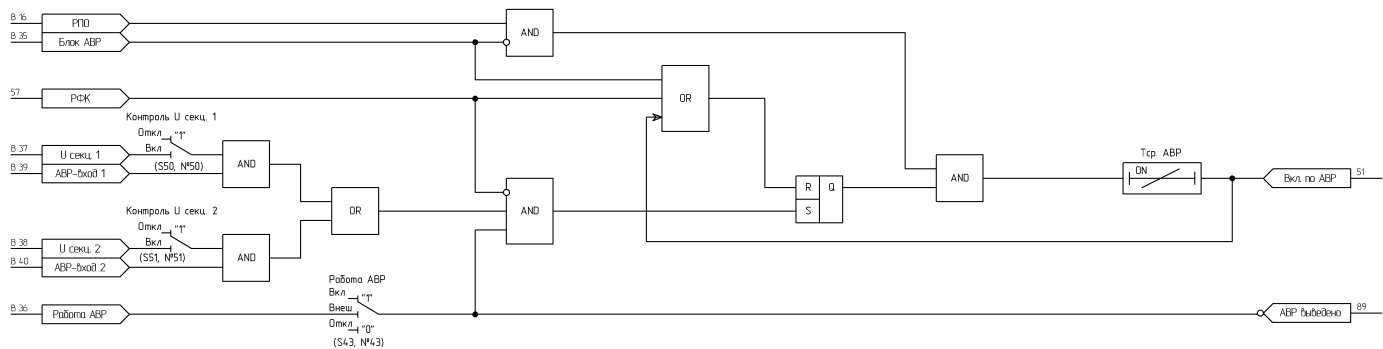 В 16 РПО
В 35 Блок АВР
AND
57 РФК
OR
Контроль U секц. 1
Откл "1"
Вкл
(S50, №50)
В 37 U секц. 1
В 39 АВР-вход 1
AND
OR
AND
R Q
S
AND
Тср. АВР
ON
Вкл. по АВР 51
Контроль U секц. 2
Откл "1"
Вкл
(S51, №51)
В 38 U секц. 2
В 40 АВР-вход 2
AND
Работа АВР
Вкл "1"
Внеш
Откл "0"
(S43, №43)
В 36 Работа АВР
АВР выведено 89